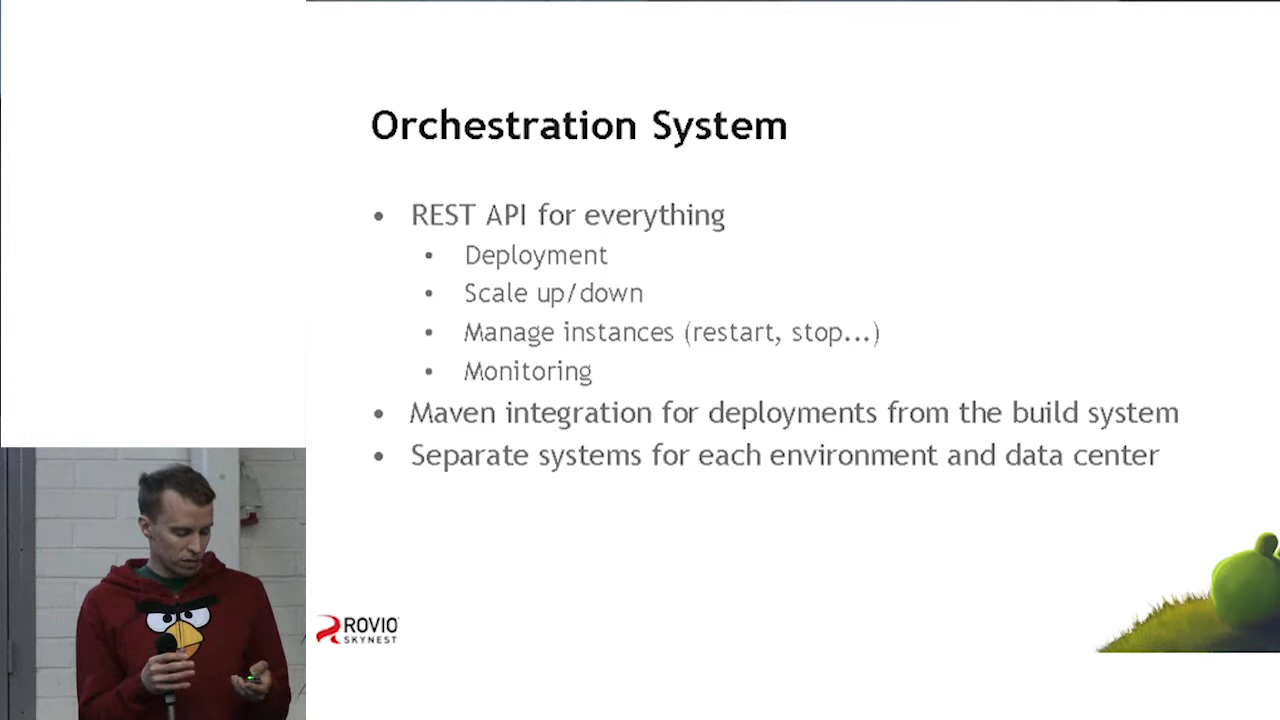 Orchestration System
• REST API for everything
• Deployment
• Scale up/down
• Manage instances (restart, stop...)
• Monitoring
• Maven integration for deployments from the build system
• Separate systems for each environment and data center
ROVIO
SKYNEST